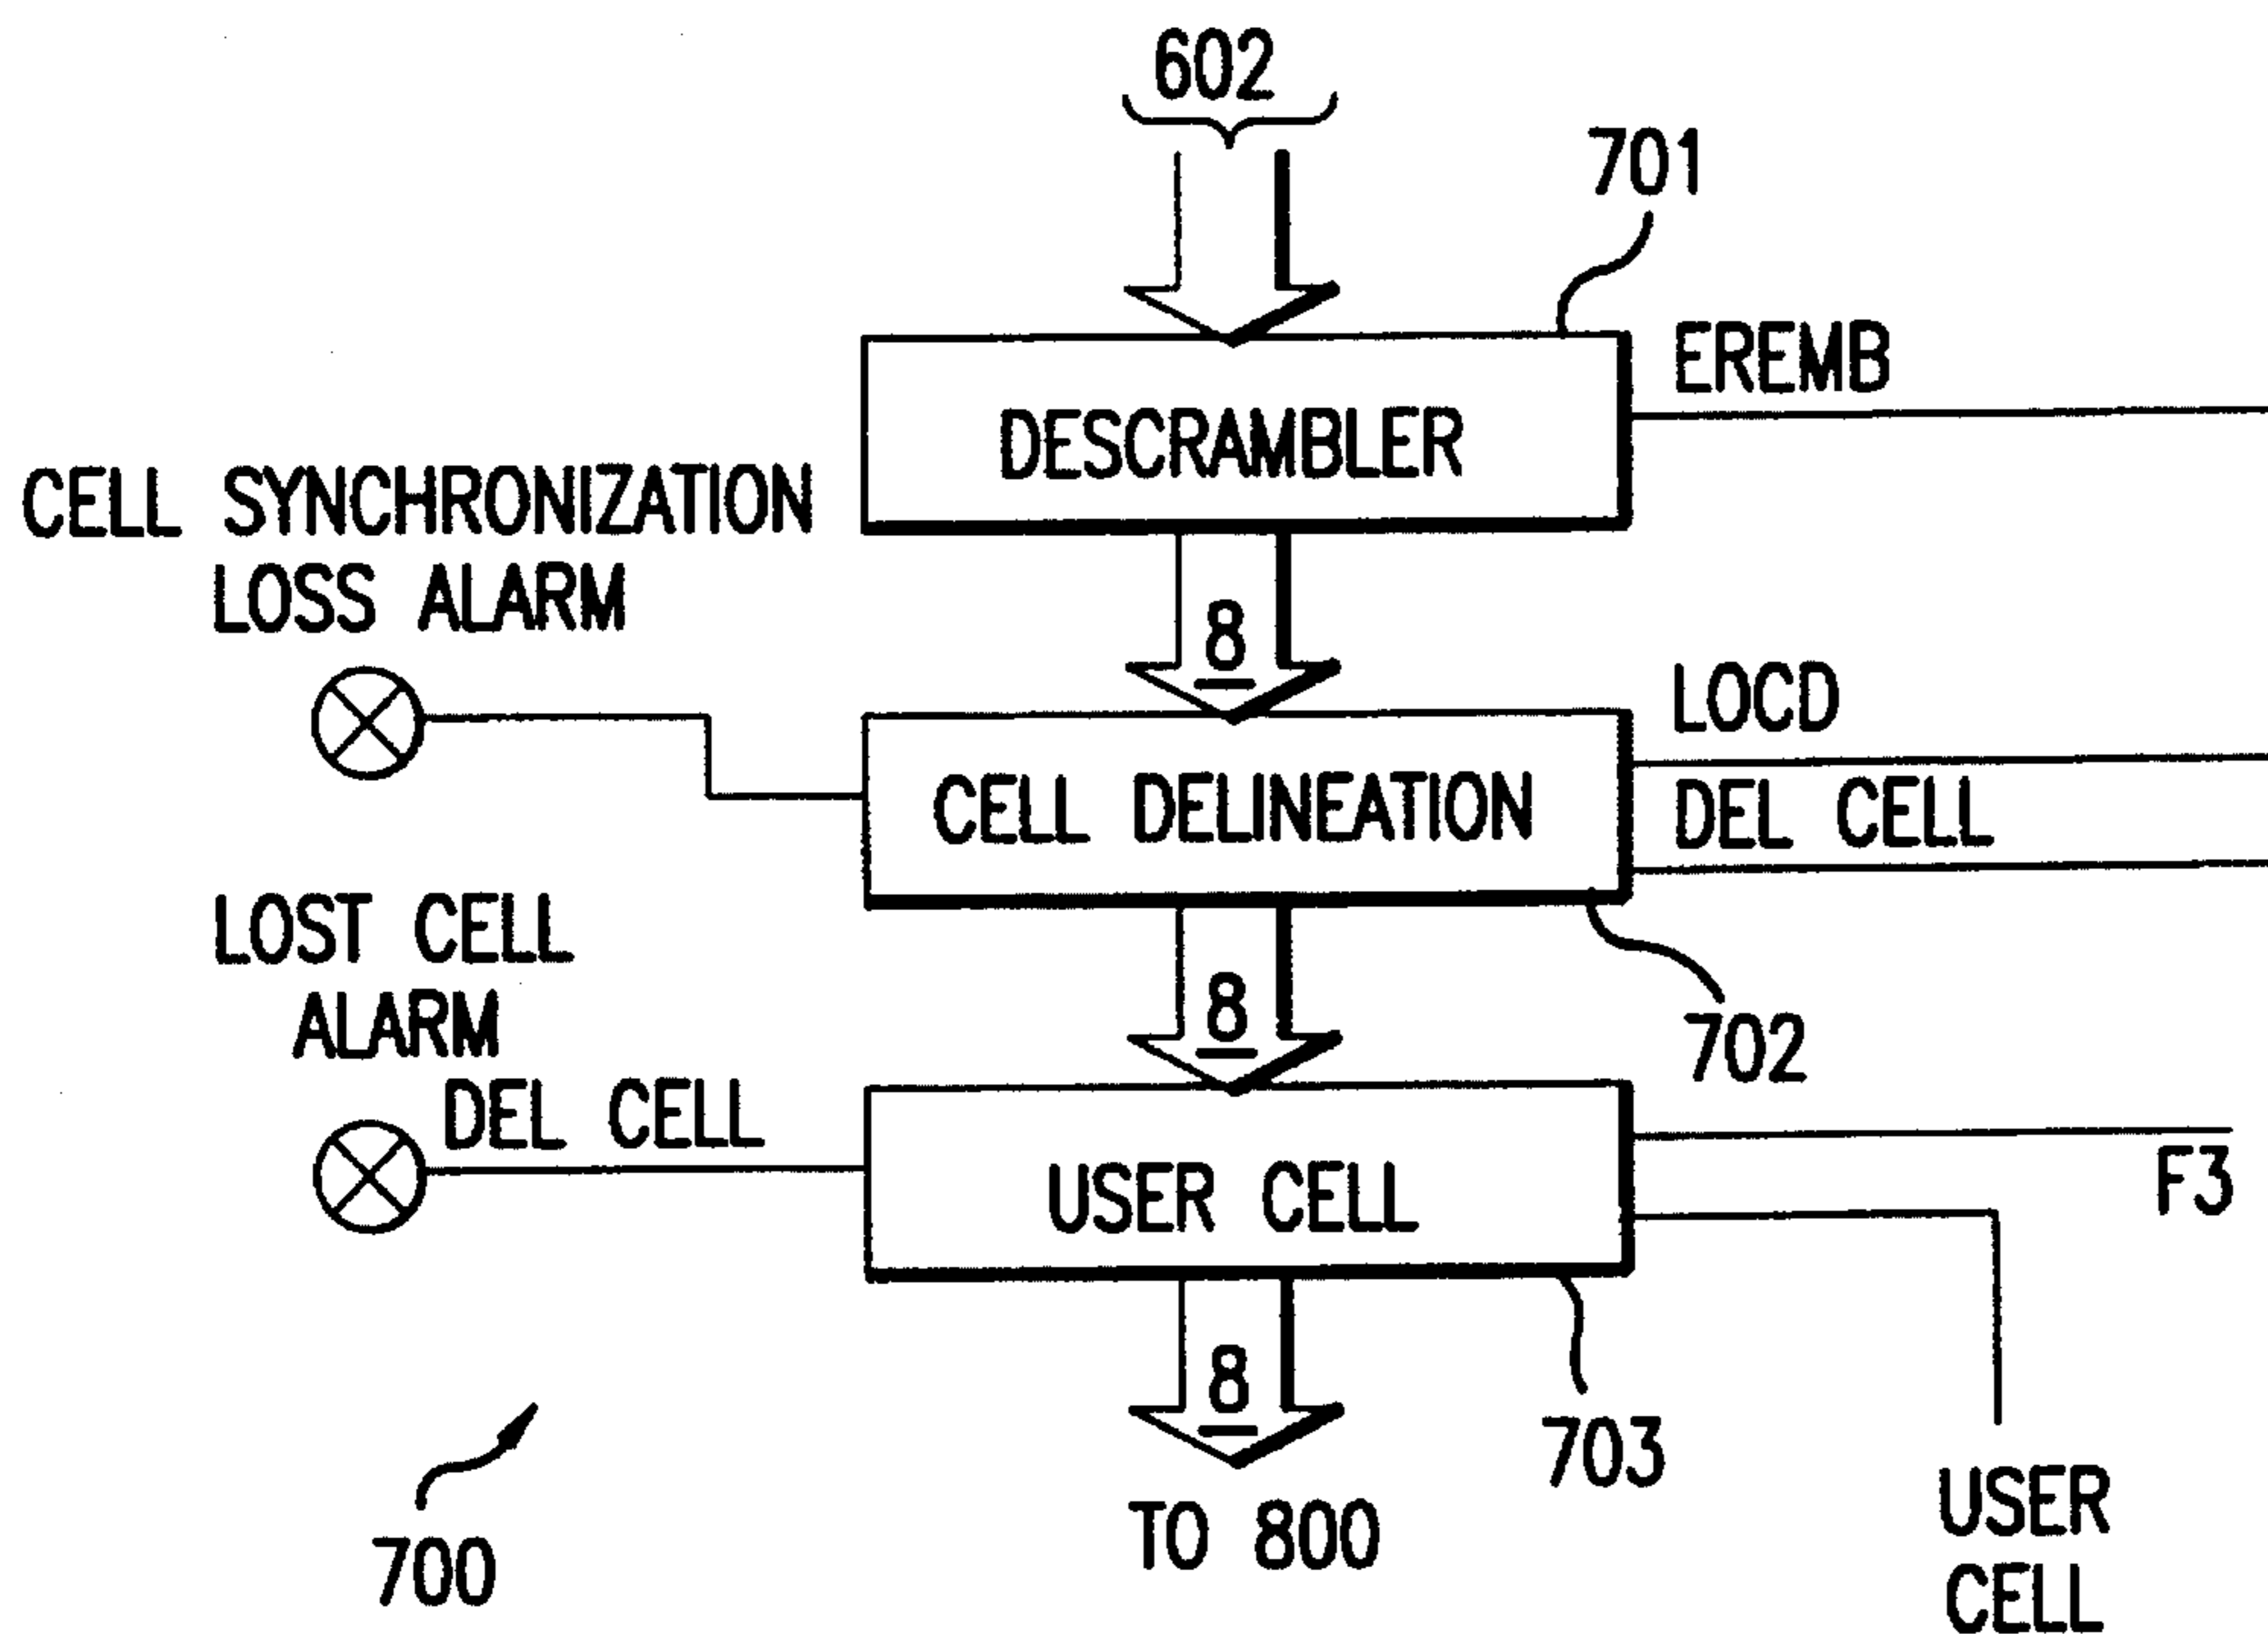 602
701
EREMB
DESCRAMBLER
CELL SYNCHRONIZATION
LOSS ALARM
8
LOCD
CELL DELINEATION
DEL CELL
LOST CELL
ALARM
8
702
DEL CELL
USER CELL
F3
8
703
700
TO 800
USER
CELL